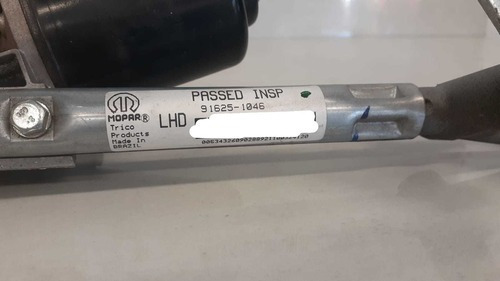 PASSED INSP
91625-1046
MOPAR®
Trico
Products
Made In
BRAZIL
LHD